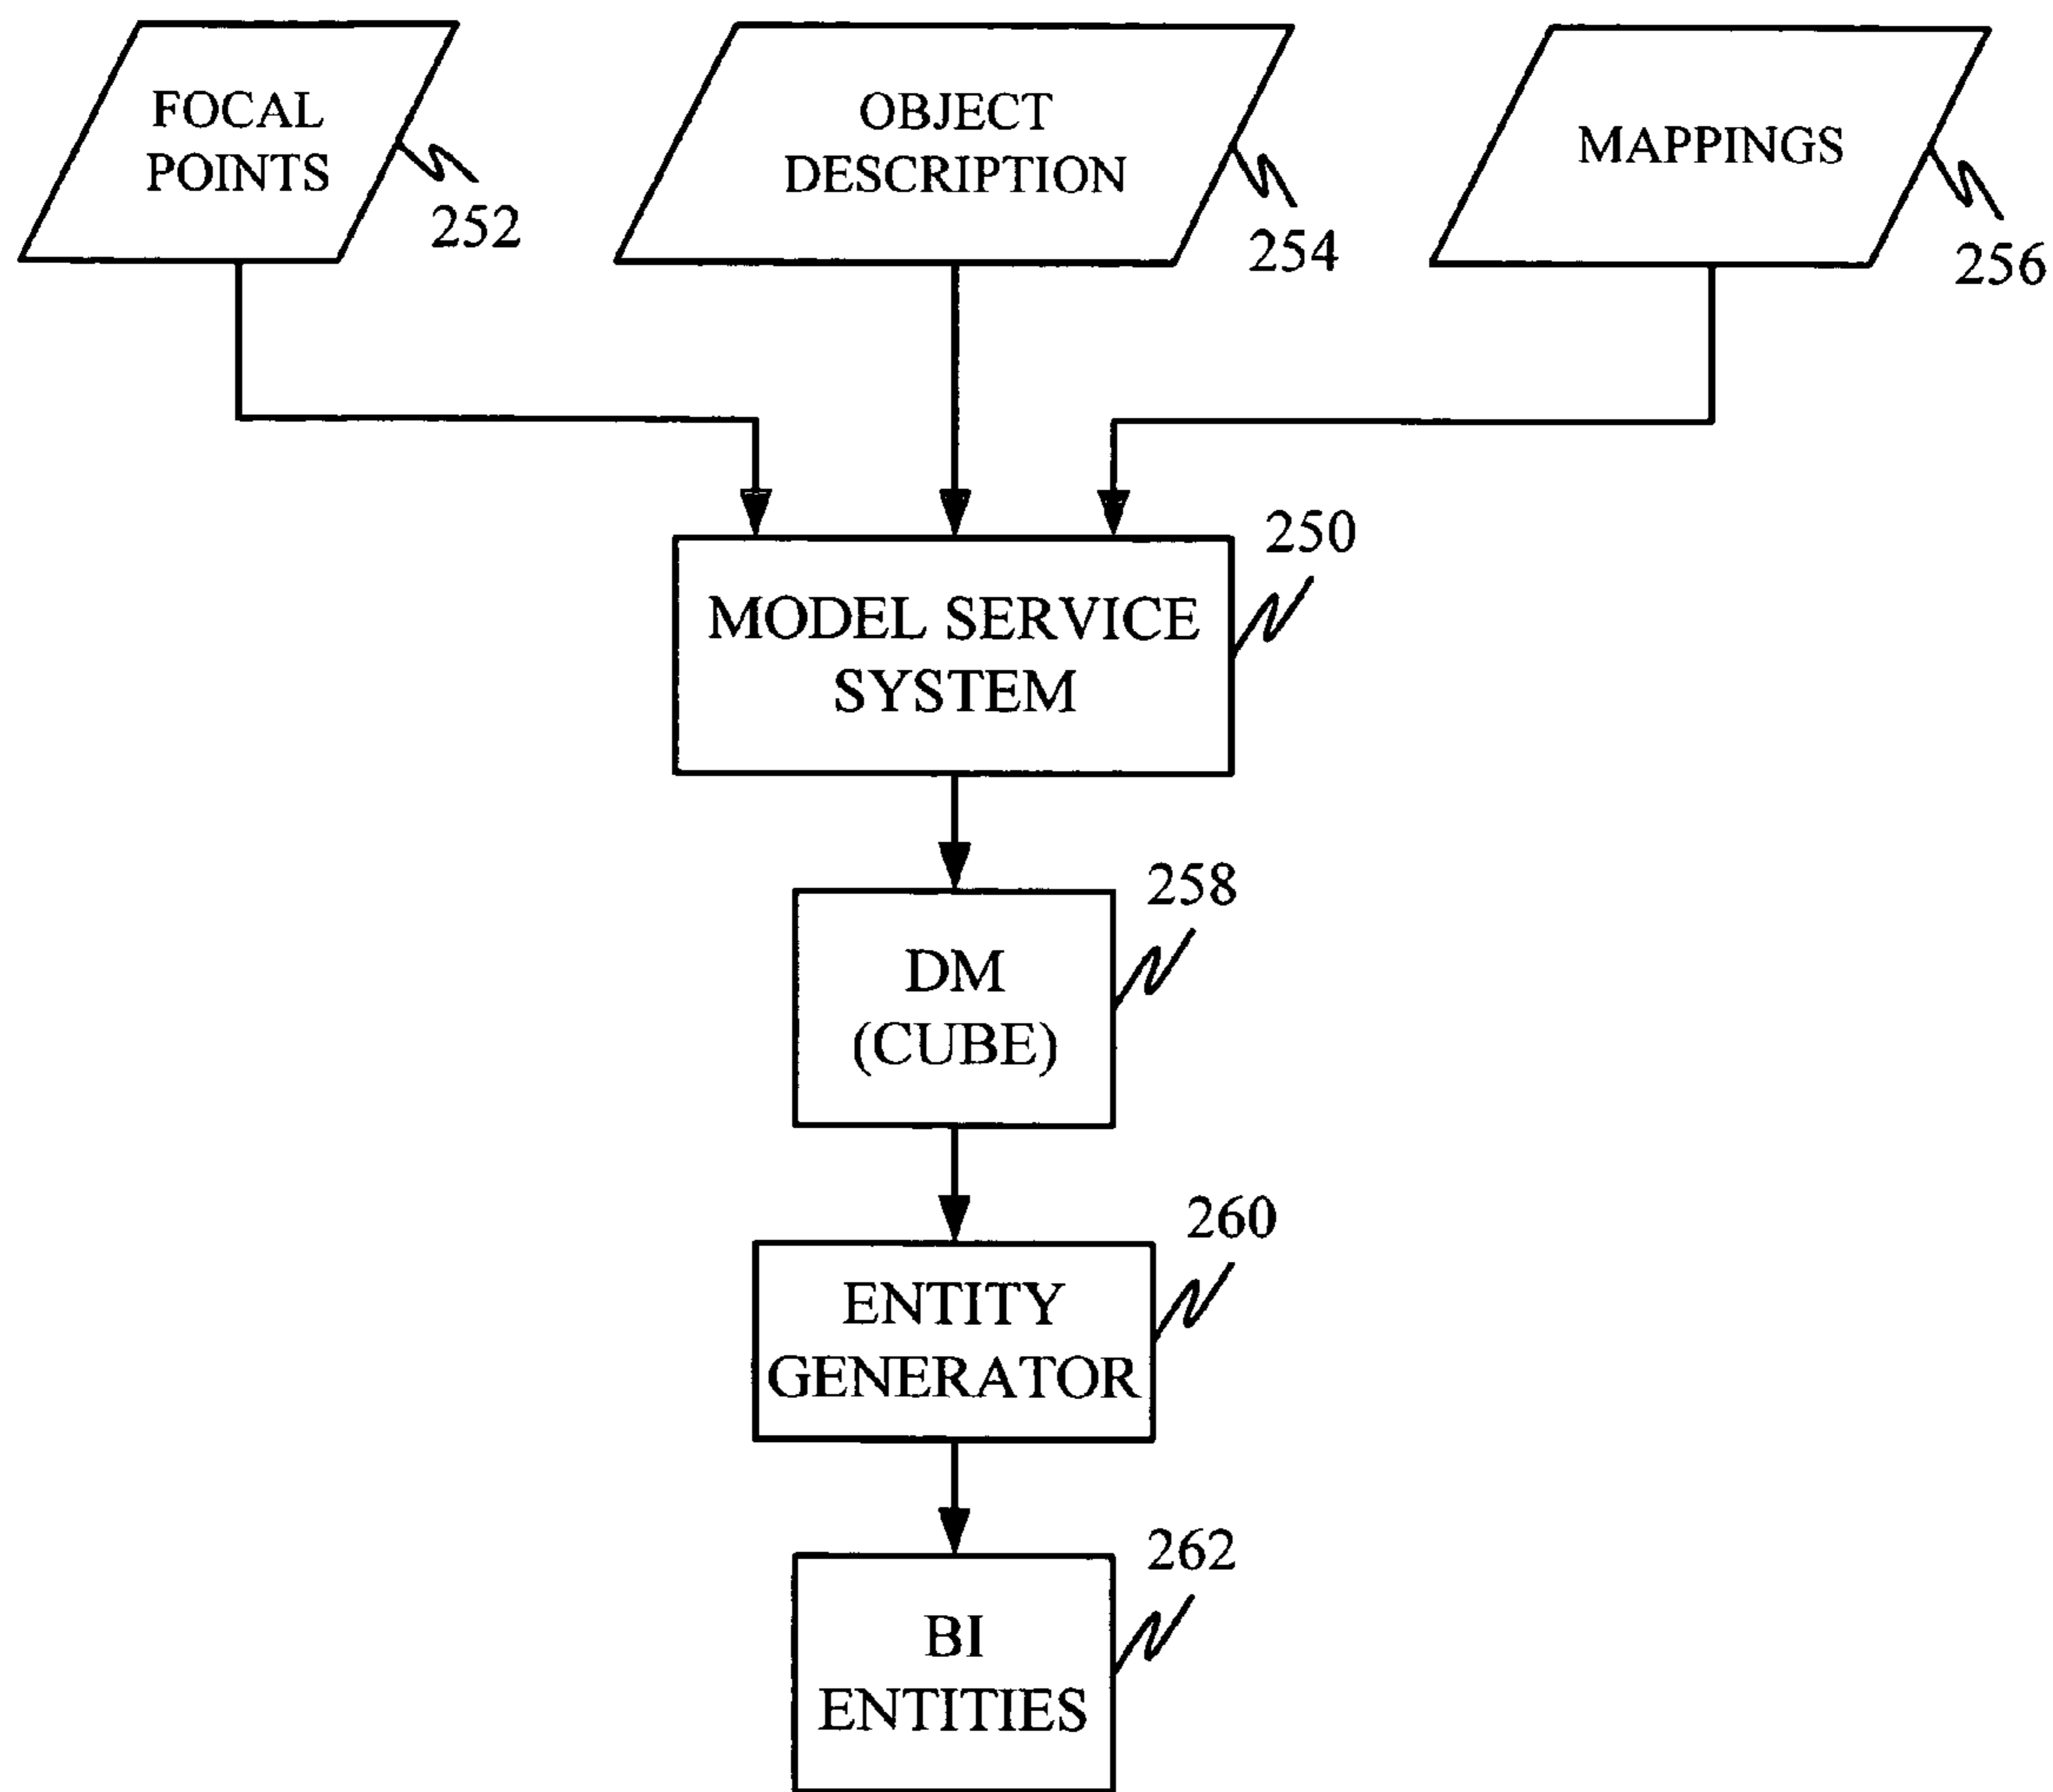 FOCAL
POINTS
252
OBJECT
DESCRIPTION
254
MAPPINGS
256
MODEL SERVICE
SYSTEM
250
DM
(CUBE)
258
ENTITY
GENERATOR
260
BI
ENTITIES
262